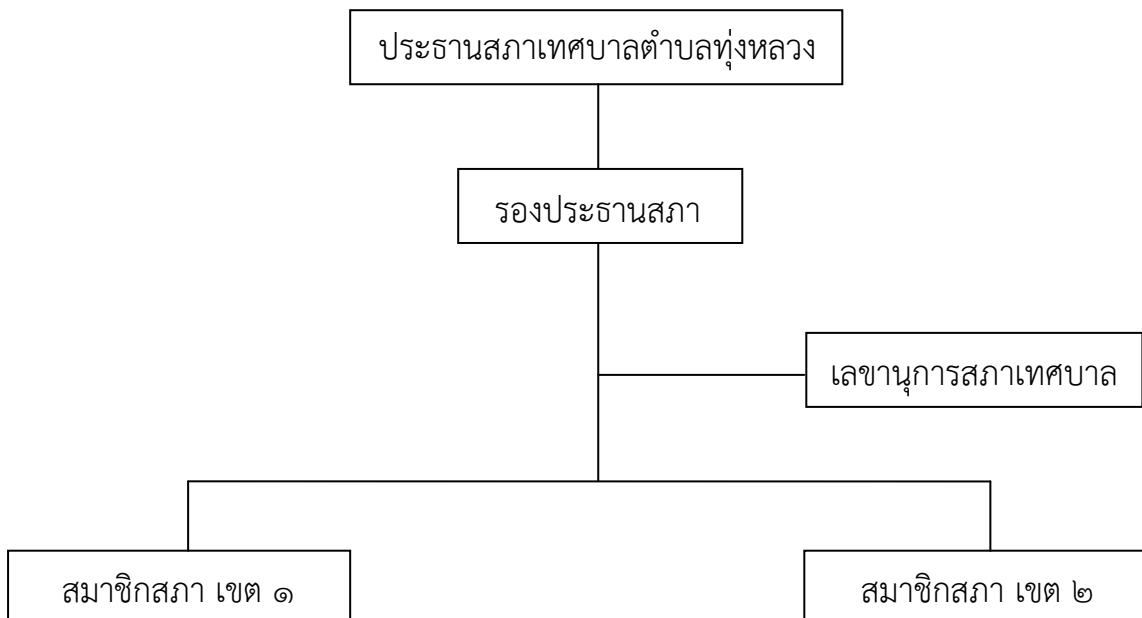 ประธานสภาเทศบาลตำบลทุ่งหลวง
รองประธานสภา
เลขานุการสภาเทศบาล
สมาชิกสภา เขต ๑
สมาชิกสภา เขต ๒